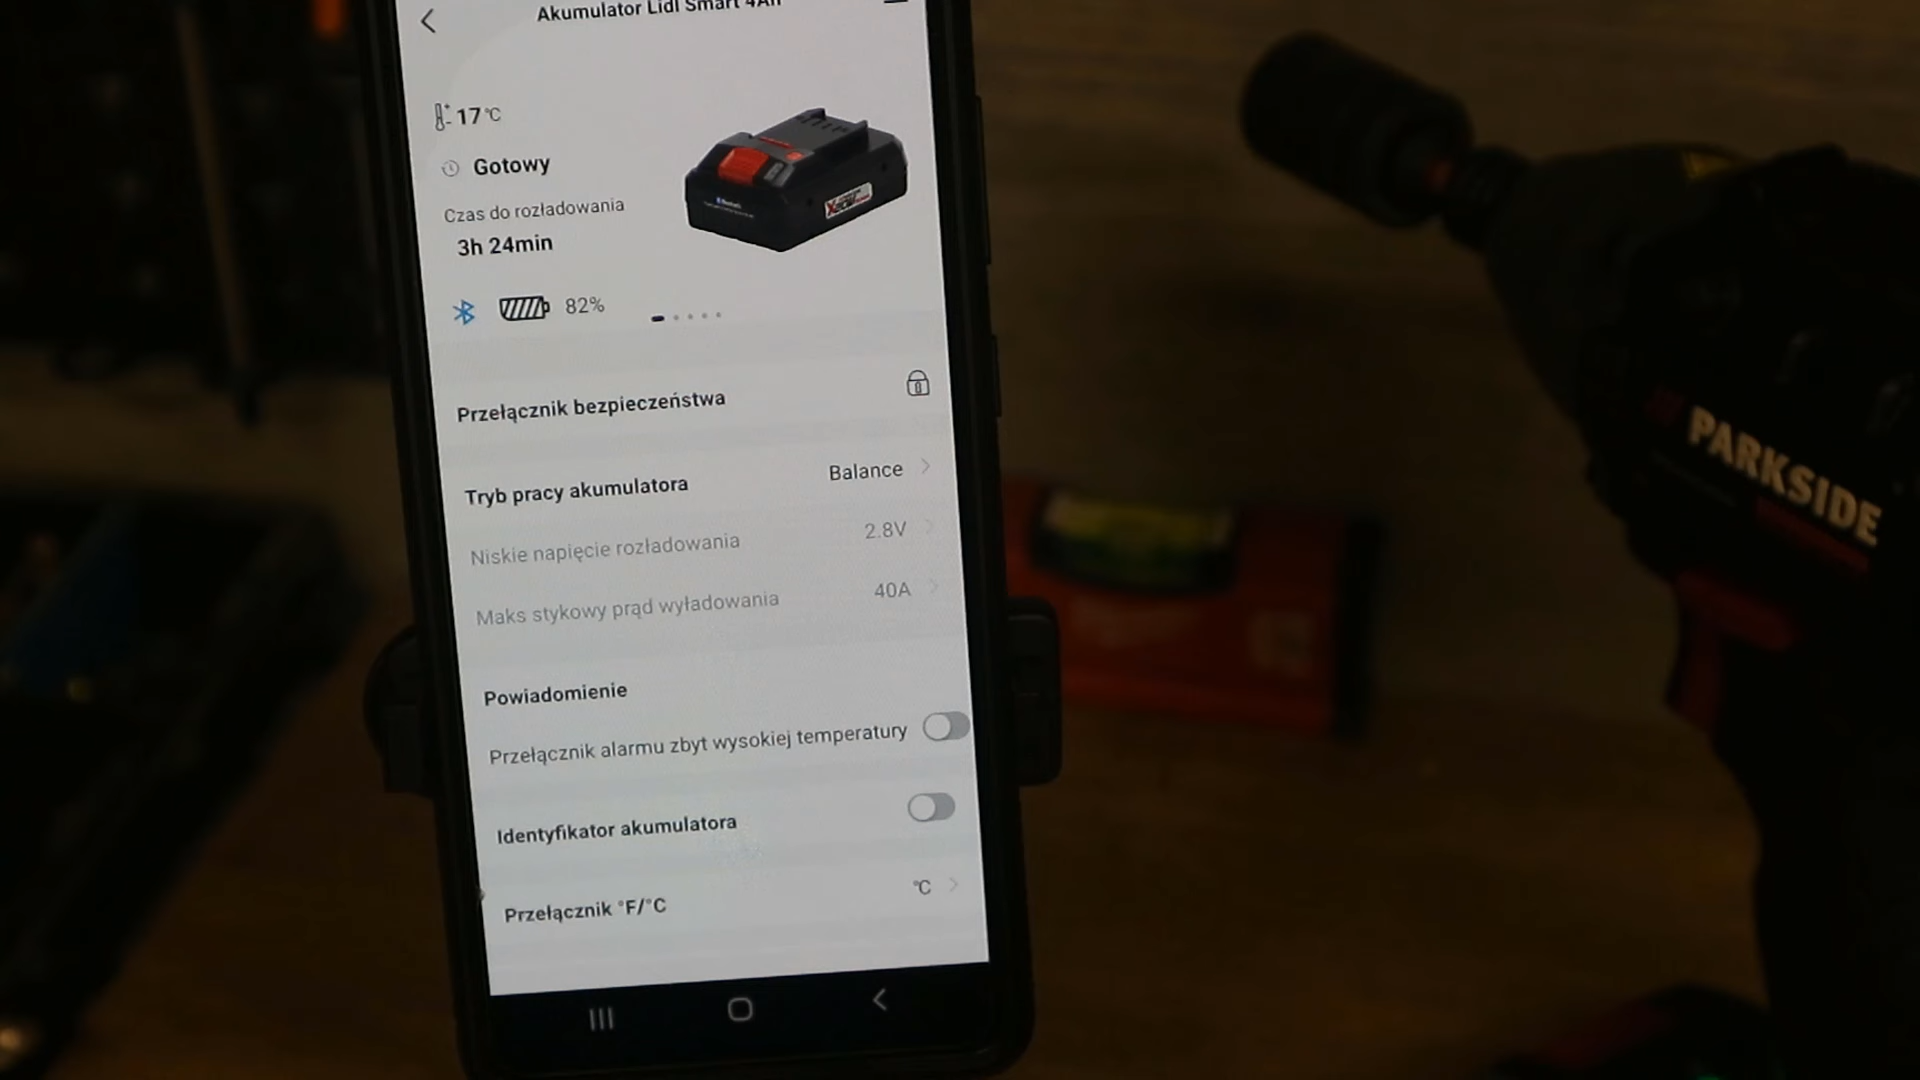 Akumulator Lidl Smart 4Ah
17°C
Gotowy
Czas do rozładowania
3h 24min
82%
Przełącznik bezpieczeństwa
Tryb pracy akumulatora Balance
Niskie napięcie rozładowania 2.8V
Maks stykowy prąd wyładowania 40A
Powiadomienie
Przełącznik alarmu zbyt wysokiej temperatury
Identyfikator akumulatora
Przełącznik °F/°C °C
PARKSIDE